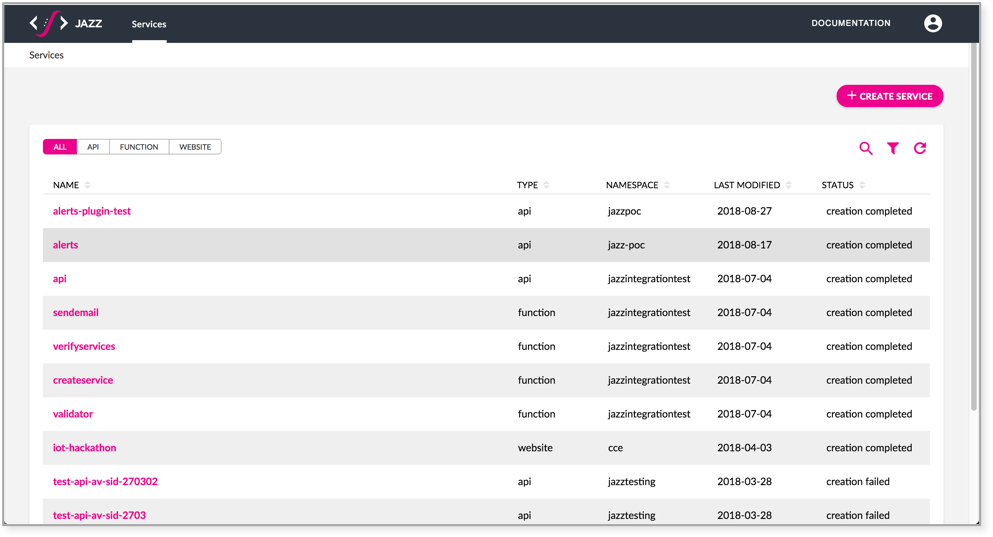 JAZZ Services DOCUMENTATION
Services
+ CREATE SERVICE
ALL API FUNCTION WEBSITE
NAME TYPE NAMESPACE LAST MODIFIED STATUS
alerts-plugin-test api jazzpoc 2018-08-27 creation completed
alerts api jazz-poc 2018-08-17 creation completed
api api jazzintegrationtest 2018-07-04 creation completed
sendemail function jazzintegrationtest 2018-07-04 creation completed
verifyservices function jazzintegrationtest 2018-07-04 creation completed
createservice function jazzintegrationtest 2018-07-04 creation completed
validator function jazzintegrationtest 2018-07-04 creation completed
iot-hackathon website cce 2018-04-03 creation completed
test-api-av-sid-270302 api jazztesting 2018-03-28 creation failed
test-api-av-sid-2703 api jazztesting 2018-03-28 creation failed